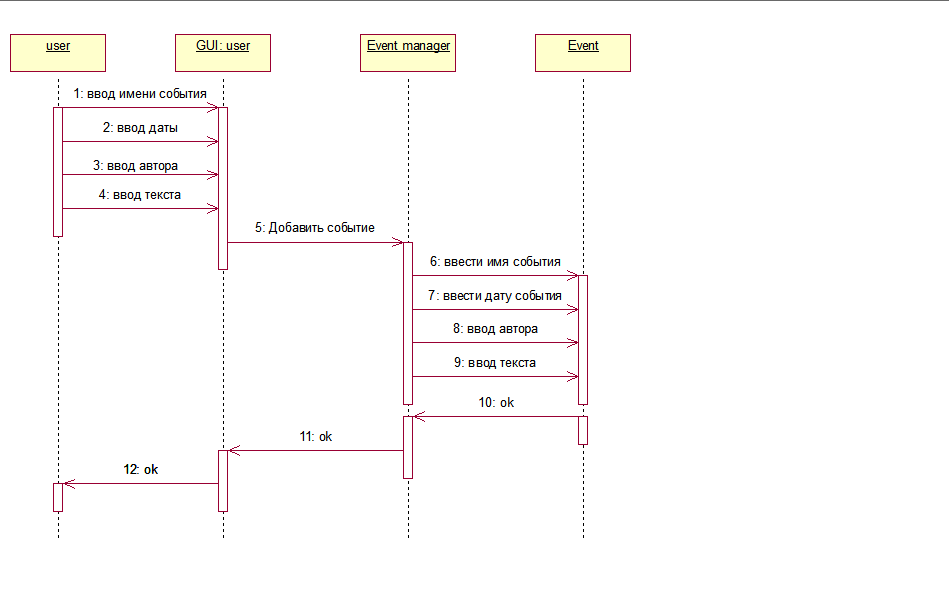 user
GUI: user
Event manager
Event
1: ввод имени события
2: ввод даты
3: ввод автора
4: ввод текста
5: Добавить событие
6: ввести имя события
7: ввести дату события
8: ввод автора
9: ввод текста
10: ok
11: ok
12: ok